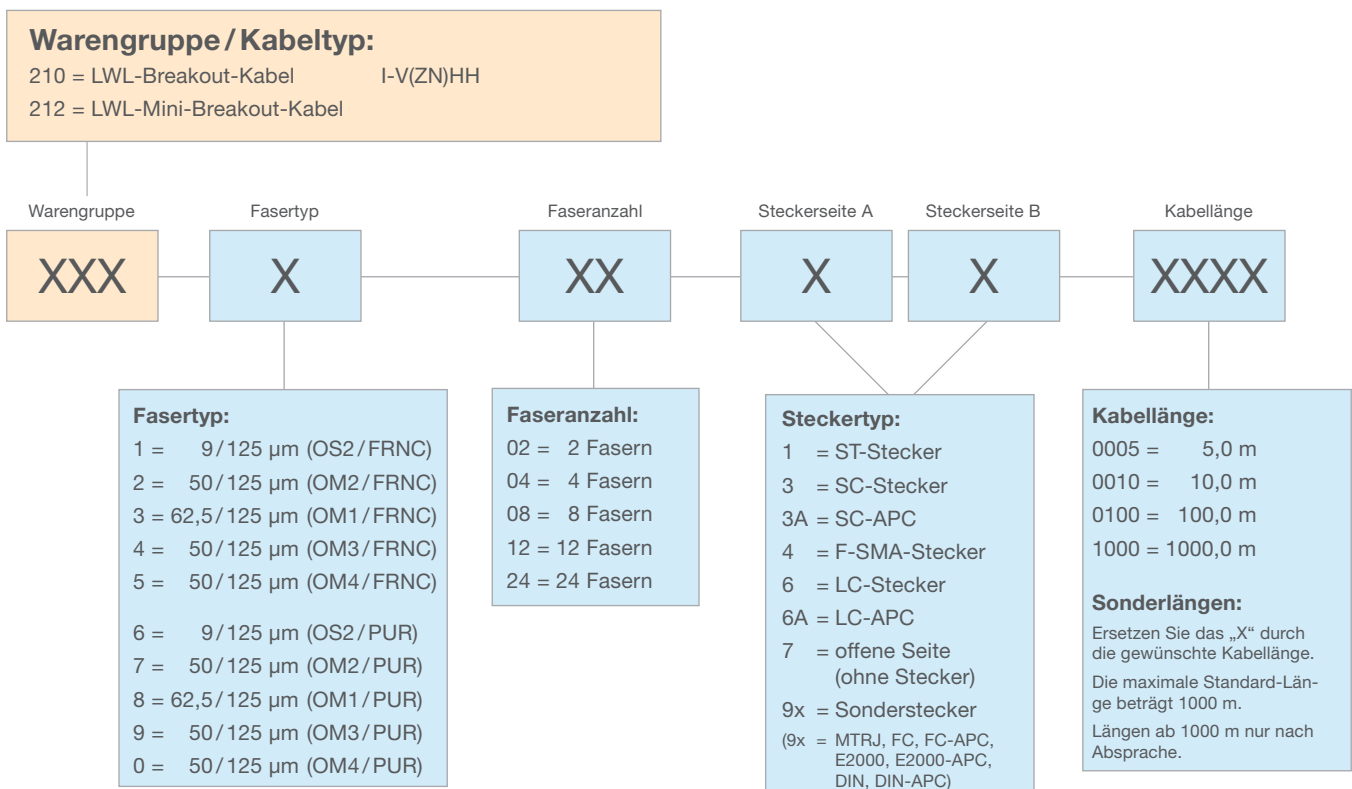 Warengruppe / Kabeltyp:
210 = LWL-Breakout-Kabel I-V(ZN)HH
212 = LWL-Mini-Breakout-Kabel
Warengruppe
Fasertyp
Faseranzahl
Steckerseite A
Steckerseite B
Kabellänge
XXX
X
XX
X
X
XXXX
Fasertyp:
1 = 9/125 µm (OS2/FRNC)
2 = 50/125 µm (OM2/FRNC)
3 = 62,5/125 µm (OM1/FRNC)
4 = 50/125 µm (OM3/FRNC)
5 = 50/125 µm (OM4/FRNC)
6 = 9/125 µm (OS2/PUR)
7 = 50/125 µm (OM2/PUR)
8 = 62,5/125 µm (OM1/PUR)
9 = 50/125 µm (OM3/PUR)
0 = 50/125 µm (OM4/PUR)
Faseranzahl:
02 = 2 Fasern
04 = 4 Fasern
08 = 8 Fasern
12 = 12 Fasern
24 = 24 Fasern
Steckertyp:
1 = ST-Stecker
3 = SC-Stecker
3A = SC-APC
4 = F-SMA-Stecker
6 = LC-Stecker
6A = LC-APC
7 = offene Seite
(ohne Stecker)
9x = Sonderstecker
(9x = MTRJ, FC, FC-APC,
E2000, E2000-APC,
DIN, DIN-APC)
Kabellänge:
0005 = 5,0 m
0010 = 10,0 m
0100 = 100,0 m
1000 = 1000,0 m
Sonderlängen:
Ersetzen Sie das „X“ durch
die gewünschte Kabellänge.
Die maximale Standard-Län-
ge beträgt 1000 m.
Längen ab 1000 m nur nach
Absprache.